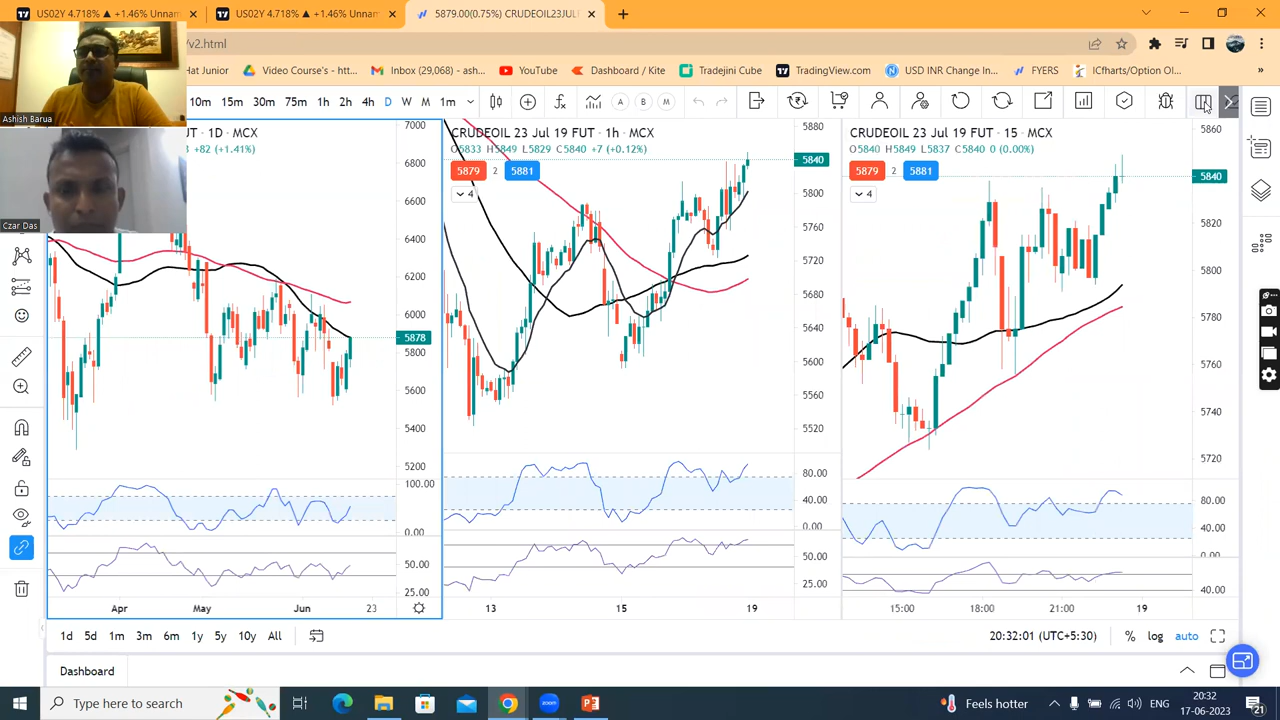 US02Y 4.718% ▲ +1.46% Unnam
US02Y 4.718% ▲ +1.46% Unnam
5879.00(0.75%) CRUDEOIL23JUL
/v2.html
Ashish Barua
Czar Das
at Junior
Video Course's - htt...
Inbox (29,068) - ash...
YouTube
Dashboard / Kite
Tradejini Cube
TradingView.com
USD INR Change In...
FYERS
ICfharts/Option OI...
10m 15m 30m 75m 1h 2h 4h D W M 1m
A B M
UT · 1D · MCX
+82 (+1.41%)
CRUDEOIL 23 Jul 19 FUT · 1h · MCX
O5833 H5849 L5829 C5840 +7 (+0.12%)
5879 2 5881
4
CRUDEOIL 23 Jul 19 FUT · 15 · MCX
O5840 H5849 L5837 C5840 0 (0.00%)
5879 2 5881
4
7000
6800
6600
6400
6200
6000
5878
5800
5600
5400
5200
100.00
0.00
50.00
25.00
5880
5840
5800
5760
5720
5680
5640
5600
5560
5520
80.00
40.00
0.00
50.00
25.00
5860
5840
5820
5800
5780
5760
5740
5720
80.00
40.00
0.00
40.00
Apr May Jun 23
13 15 19
15:00 18:00 21:00 19
1d 5d 1m 3m 6m 1y 5y 10y All
20:32:01 (UTC+5:30) % log auto
Dashboard
Type here to search
zoom
Feels hotter
ENG
20:32
17-06-2023
21